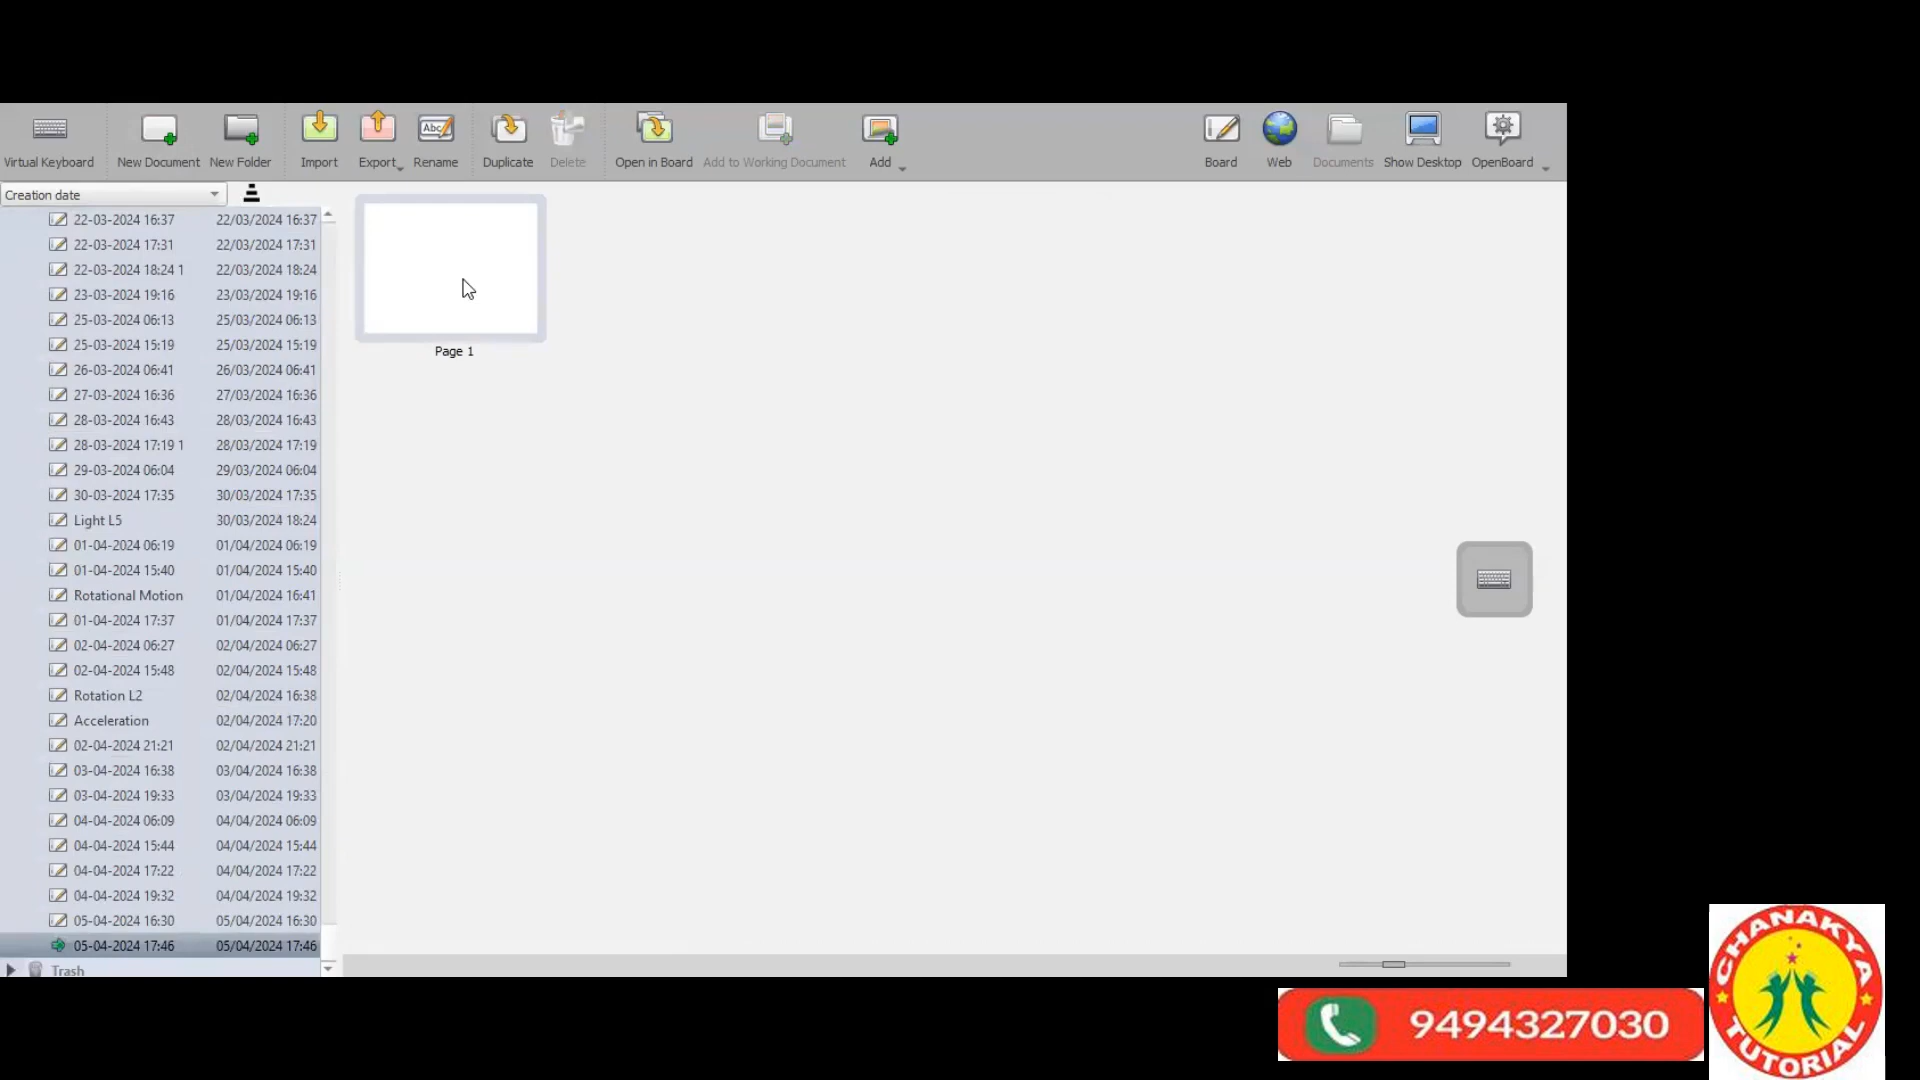 Virtual Keyboard New Document New Folder Import Export Rename Duplicate Delete Open in Board Add to Working Document Add Board Web Documents Show Desktop OpenBoard
Creation date
22-03-2024 16:37 22/03/2024 16:37
22-03-2024 17:31 22/03/2024 17:31
22-03-2024 18:24 1 22/03/2024 18:24
23-03-2024 19:16 23/03/2024 19:16
25-03-2024 06:13 25/03/2024 06:13
25-03-2024 15:19 25/03/2024 15:19
26-03-2024 06:41 26/03/2024 06:41
27-03-2024 16:36 27/03/2024 16:36
28-03-2024 16:43 28/03/2024 16:43
28-03-2024 17:19 1 28/03/2024 17:19
29-03-2024 06:04 29/03/2024 06:04
30-03-2024 17:35 30/03/2024 17:35
Light L5 30/03/2024 18:24
01-04-2024 06:19 01/04/2024 06:19
01-04-2024 15:40 01/04/2024 15:40
Rotational Motion 01/04/2024 16:41
01-04-2024 17:37 01/04/2024 17:37
02-04-2024 06:27 02/04/2024 06:27
02-04-2024 15:48 02/04/2024 15:48
Rotation L2 02/04/2024 16:38
Acceleration 02/04/2024 17:20
02-04-2024 21:21 02/04/2024 21:21
03-04-2024 16:38 03/04/2024 16:38
03-04-2024 19:33 03/04/2024 19:33
04-04-2024 06:09 04/04/2024 06:09
04-04-2024 15:44 04/04/2024 15:44
04-04-2024 17:22 04/04/2024 17:22
04-04-2024 19:32 04/04/2024 19:32
05-04-2024 16:30 05/04/2024 16:30
05-04-2024 17:46 05/04/2024 17:46
Trash
Page 1
9494327030
CHANAKYA
TUTORIAL